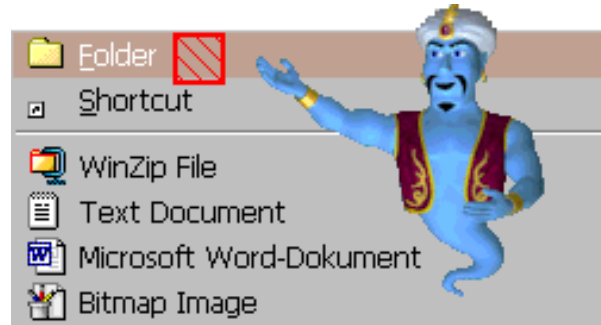 Folder
Shortcut
WinZip File
Text Document
Microsoft Word-Dokument
Bitmap Image